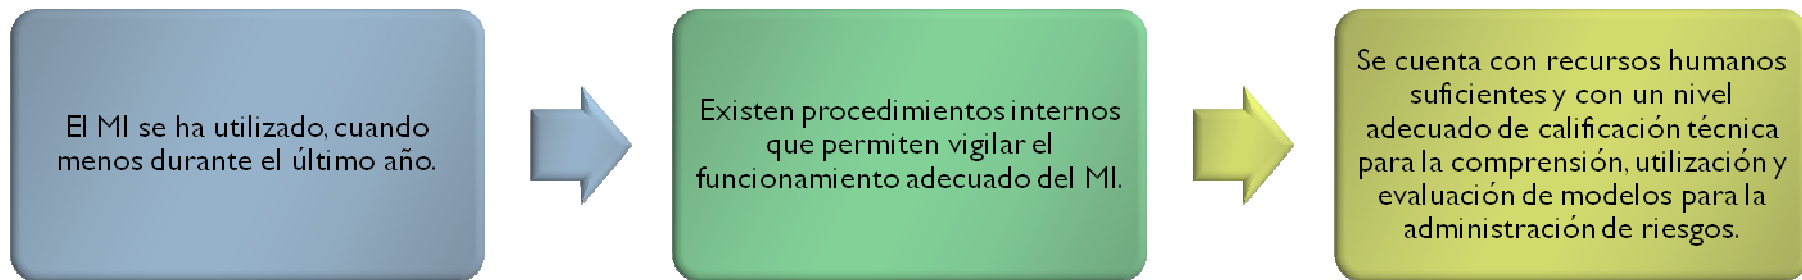 El MI se ha utilizado, cuando
menos durante el último año.
Existen procedimientos internos
que permiten vigilar el
funcionamiento adecuado del MI.
Se cuenta con recursos humanos
suficientes y con un nivel
adecuado de calificación técnica
para la comprensión, utilización y
evaluación de modelos para la
administración de riesgos.